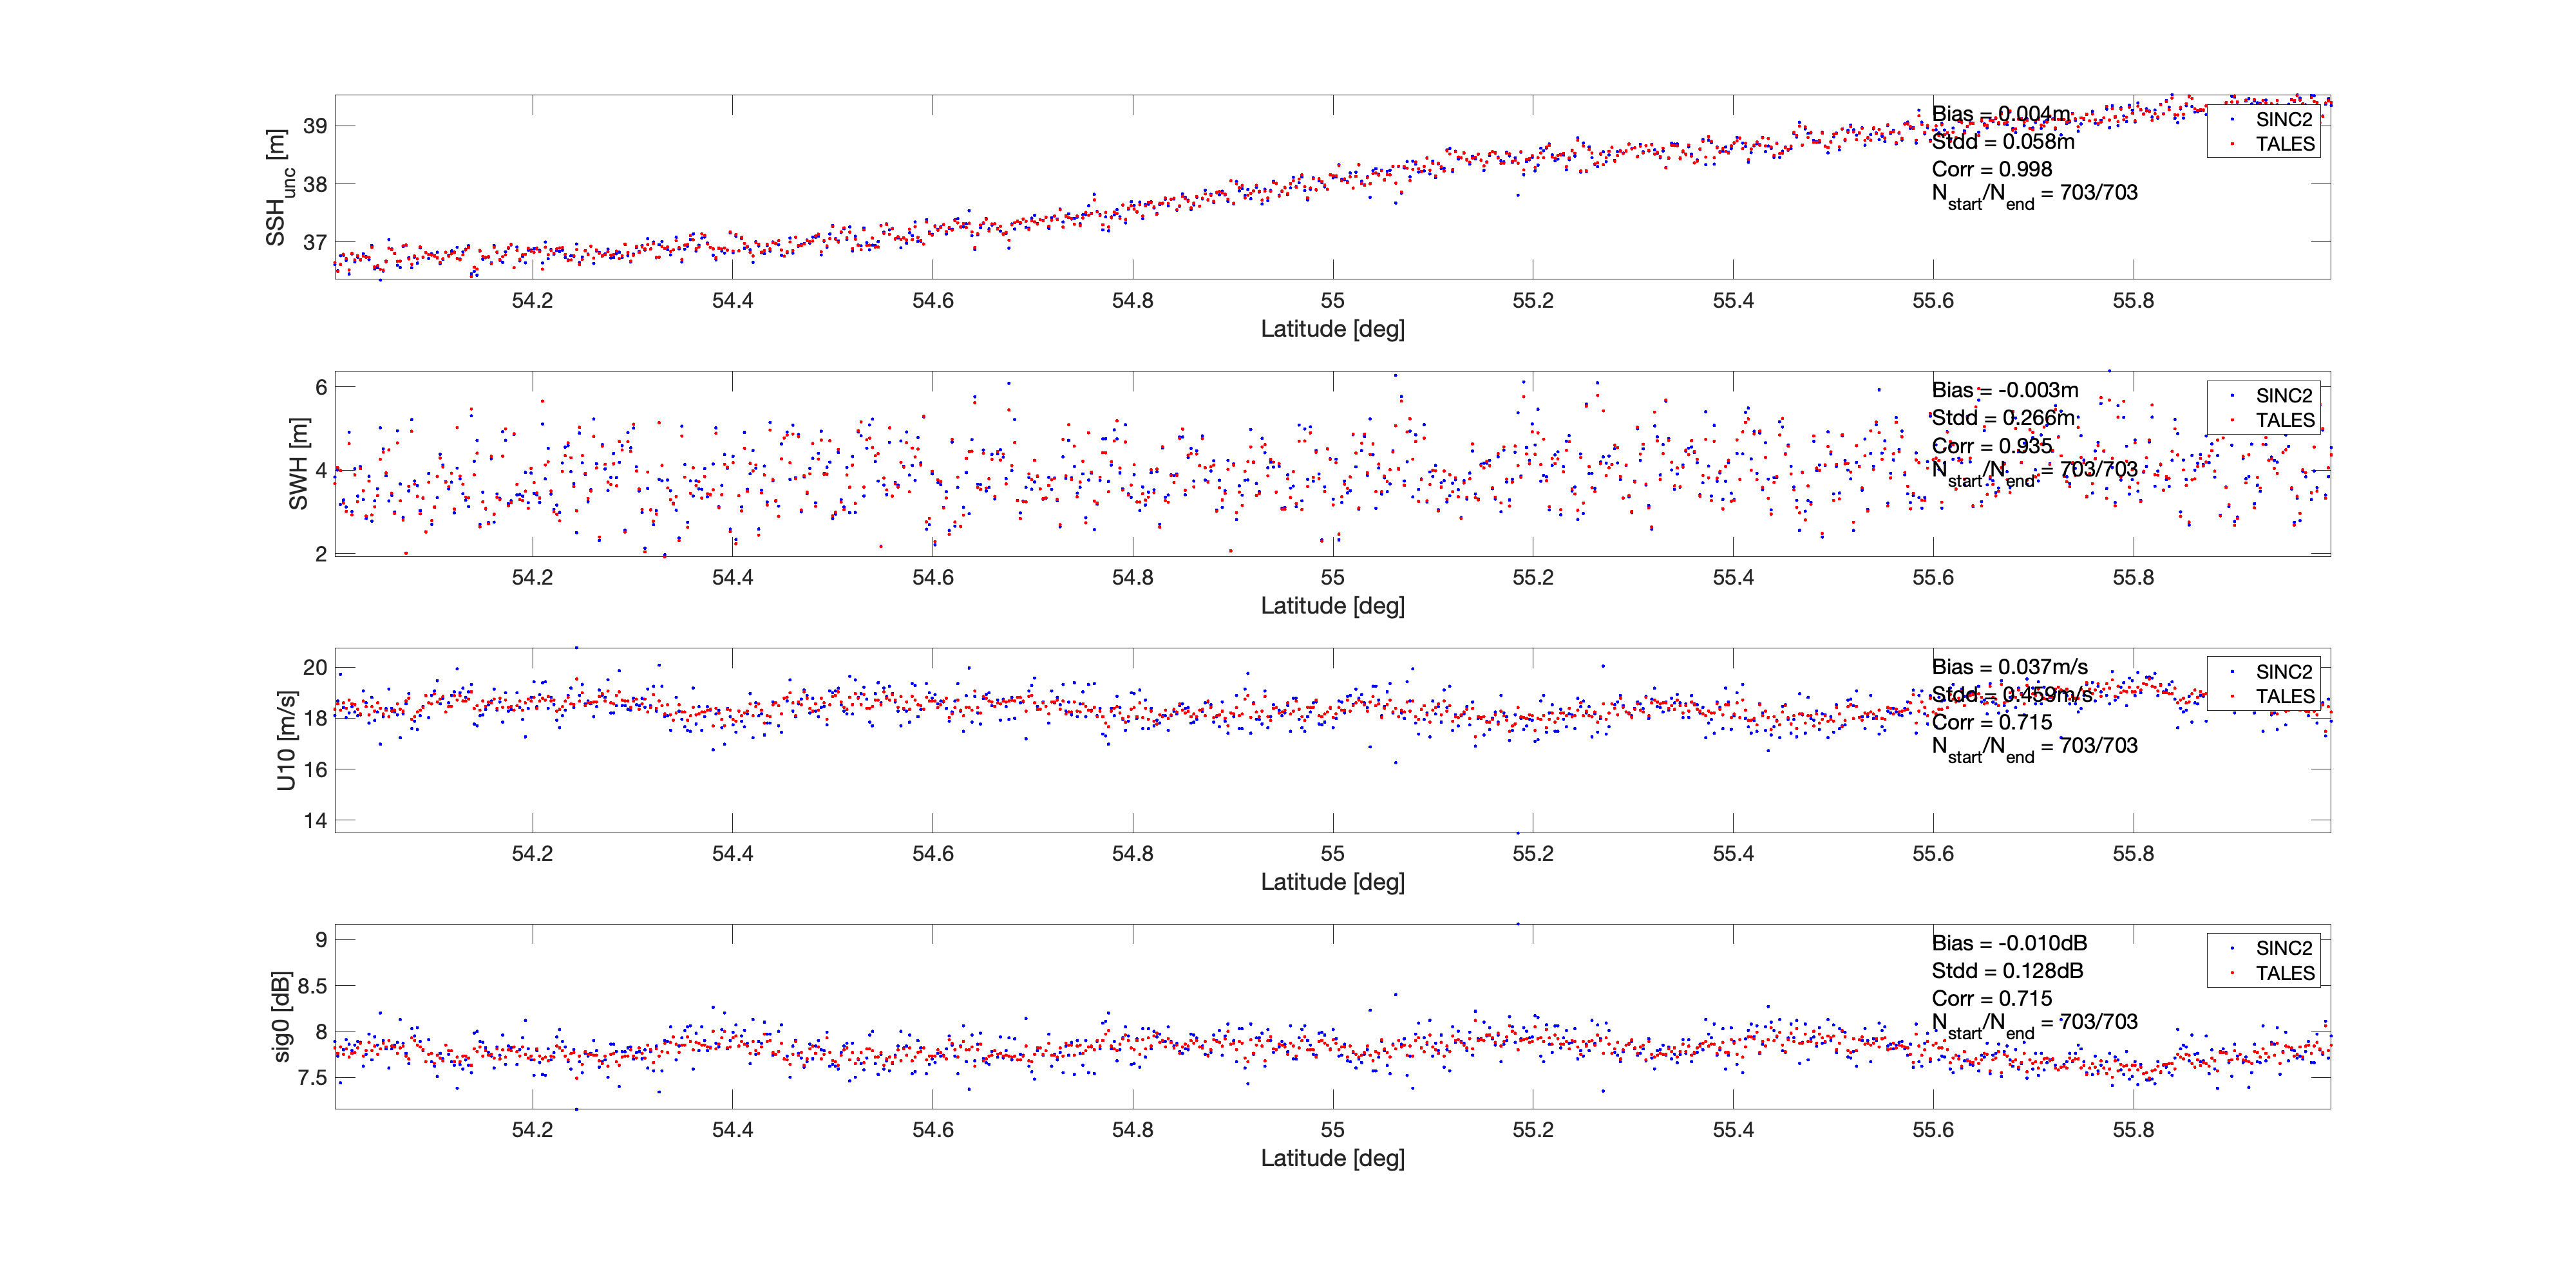 39
38
37
SSHunc [m]
Bias = 0.004m
Stdd = 0.058m
Corr = 0.998
Nstart/Nend = 703/703
SINC2
TALES
54.2 54.4 54.6 54.8 55 55.2 55.4 55.6 55.8
Latitude [deg]
6
4
2
SWH [m]
Bias = -0.003m
Stdd = 0.266m
Corr = 0.935
Nstart/Nend = 703/703
SINC2
TALES
54.2 54.4 54.6 54.8 55 55.2 55.4 55.6 55.8
Latitude [deg]
20
18
16
14
U10 [m/s]
Bias = 0.037m/s
Stdd = 0.459m/s
Corr = 0.715
Nstart/Nend = 703/703
SINC2
TALES
54.2 54.4 54.6 54.8 55 55.2 55.4 55.6 55.8
Latitude [deg]
9
8.5
8
7.5
sig0 [dB]
Bias = -0.010dB
Stdd = 0.128dB
Corr = 0.715
Nstart/Nend = 703/703
SINC2
TALES
54.2 54.4 54.6 54.8 55 55.2 55.4 55.6 55.8
Latitude [deg]